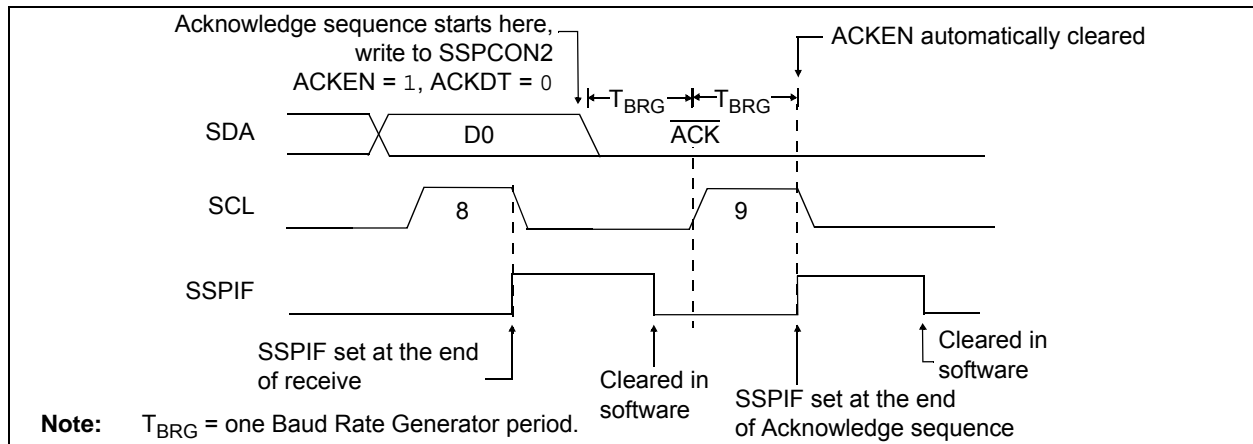 Acknowledge sequence starts here,
write to SSPCON2
ACKEN = 1, ACKDT = 0
ACKEN automatically cleared
TBRG
TBRG
SDA
D0
ACK
SCL
8
9
SSPIF
SSPIF set at the end
of receive
Cleared in
software
SSPIF set at the end
of Acknowledge sequence
Cleared in
software
Note: TBRG = one Baud Rate Generator period.